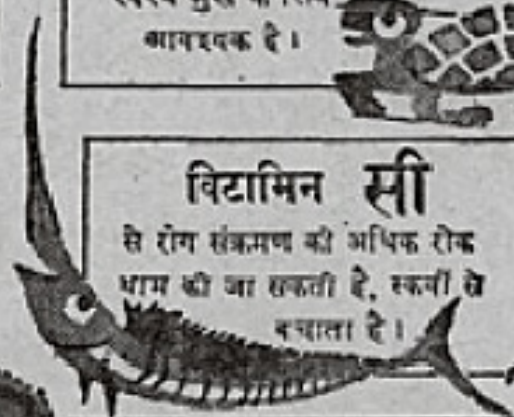 आवश्यक है।
विटामिन सी
से रोग संक्रमण की अधिक रोक
थाम की जा सकती है, स्कर्वी से
बचाता है।